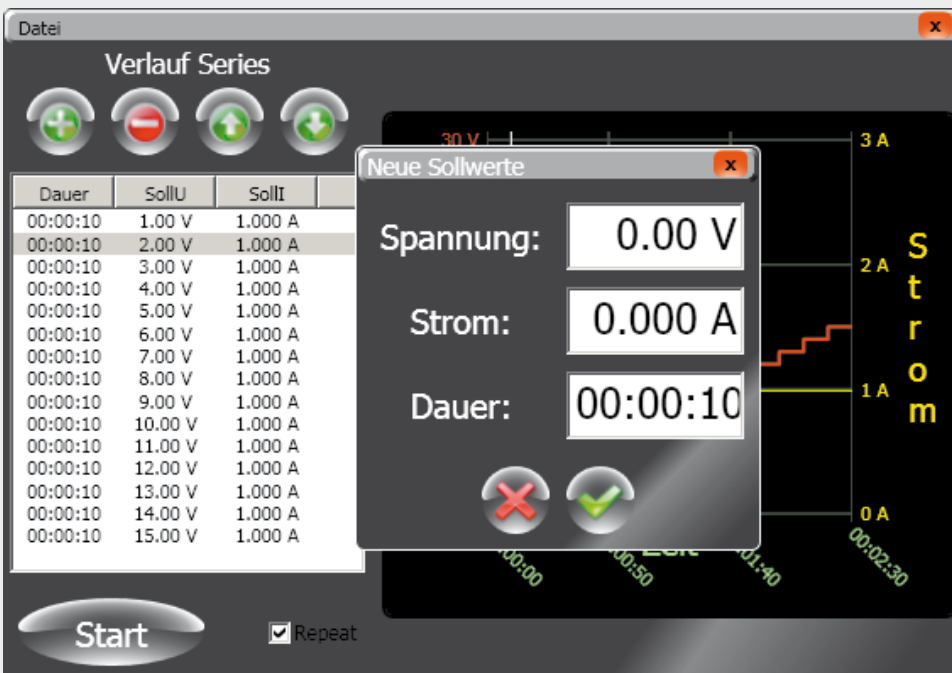 Datei
x
Verlauf Series
Dauer SollU SollI
00:00:10 1.00 V 1.000 A
00:00:10 2.00 V 1.000 A
00:00:10 3.00 V 1.000 A
00:00:10 4.00 V 1.000 A
00:00:10 5.00 V 1.000 A
00:00:10 6.00 V 1.000 A
00:00:10 7.00 V 1.000 A
00:00:10 8.00 V 1.000 A
00:00:10 9.00 V 1.000 A
00:00:10 10.00 V 1.000 A
00:00:10 11.00 V 1.000 A
00:00:10 12.00 V 1.000 A
00:00:10 13.00 V 1.000 A
00:00:10 14.00 V 1.000 A
00:00:10 15.00 V 1.000 A
Start
Repeat
30 V
Neue Sollwerte
x
Spannung: 0.00 V
Strom: 0.000 A
Dauer: 00:00:10
3 A
2 A
1 A
0 A
Strom
:00:00
:00:50
:01:40
00:02:30